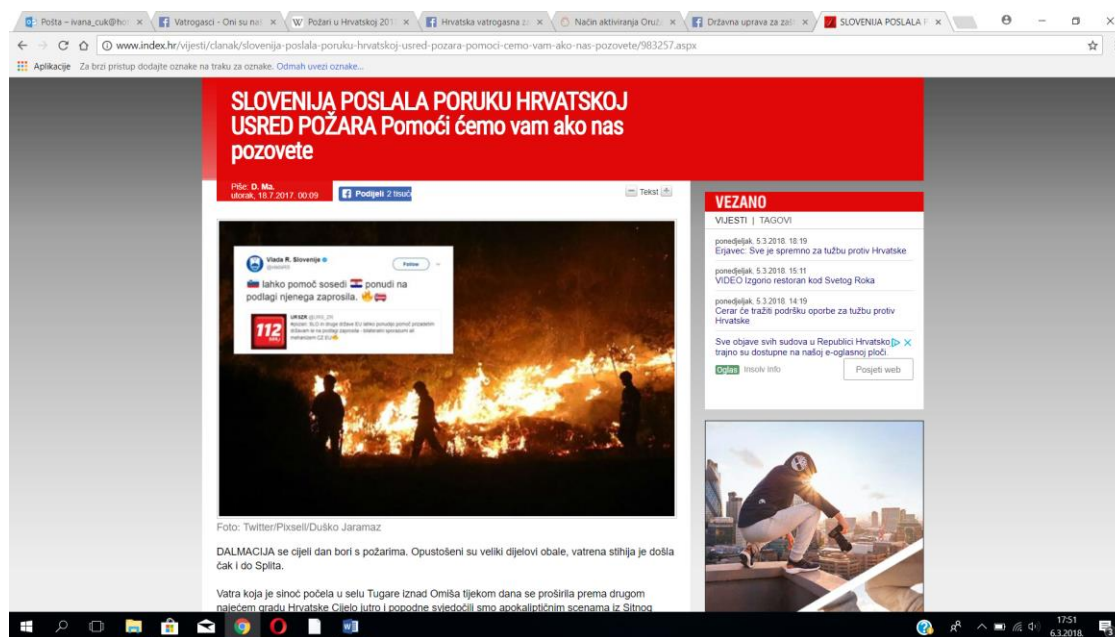 Pošta – ivana_cuk@hot
Vatrogasci - Oni su naš
Požari u Hrvatskoj 2017
Hrvatska vatrogasna za
Način aktiviranja Oruža
Državna uprava za zašt
SLOVENIJA POSLALA P
www.index.hr/vijesti/clanak/slovenija-poslala-poruku-hrvatskoj-usred-pozara-pomoci-cemo-vam-ako-nas-pozovete/983257.aspx
Aplikacije Za brzi pristup dodajte oznake na traku za oznake. Odmah uvezi oznake...
SLOVENIJA POSLALA PORUKU HRVATSKOJ
USRED POŽARA Pomoći ćemo vam ako nas
pozovete
Piše: D. Ma.
utorak, 18.7.2017. 00:09
Podijeli 2 tisuć
Tekst
Vlada R. Slovenije
Follow
lahko pomoč sosedi ponudi na
podlagi njenega zaprosila.
112
Foto: Twitter/Pixsell/Duško Jaramaz
DALMACIJA se cijeli dan bori s požarima. Opustošeni su veliki dijelovi obale, vatrena stihija je došla
čak i do Splita.
Vatra koja je sinoć počela u selu Tugare iznad Omiša tijekom dana se proširila prema drugom
najećem gradu Hrvatske Cijelo jutro i popodne svjedočili smo apokaliptičnim scenama iz Sitnog
VEZANO
VIJESTI | TAGOVI
ponedjeljak, 5.3.2018. 18:19
Erjavec: Sve je spremno za tužbu protiv Hrvatske
ponedjeljak, 5.3.2018. 15:11
VIDEO Izgorio restoran kod Svetog Roka
ponedjeljak, 5.3.2018. 14:19
Cerar će tražiti podršku oporbe za tužbu protiv
Hrvatske
Sve objave svih sudova u Republici Hrvatskoj
trajno su dostupne na našoj e-oglasnoj ploči.
Oglas Insolv Info
Posjeti web
17:51
6.3.2018.